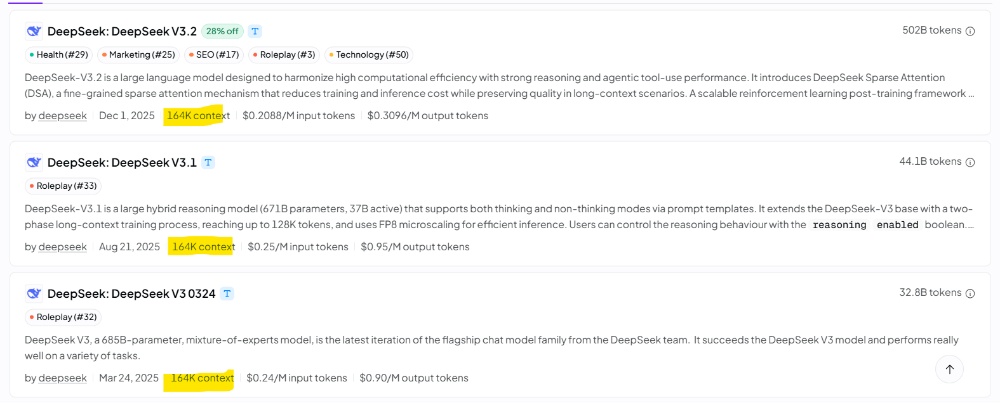 DeepSeek: DeepSeek V3.2 28% off T 502B tokens
Health (#29) Marketing (#25) SEO (#17) Roleplay (#3) Technology (#50)
DeepSeek-V3.2 is a large language model designed to harmonize high computational efficiency with strong reasoning and agentic tool-use performance. It introduces DeepSeek Sparse Attention
(DSA), a fine-grained sparse attention mechanism that reduces training and inference cost while preserving quality in long-context scenarios. A scalable reinforcement learning post-training framework ...
by deepseek Dec 1, 2025 164K context $0.2088/M input tokens $0.3096/M output tokens
DeepSeek: DeepSeek V3.1 T 44.1B tokens
Roleplay (#33)
DeepSeek-V3.1 is a large hybrid reasoning model (671B parameters, 37B active) that supports both thinking and non-thinking modes via prompt templates. It extends the DeepSeek-V3 base with a two-
phase long-context training process, reaching up to 128K tokens, and uses FP8 microscaling for efficient inference. Users can control the reasoning behaviour with the reasoning enabled boolean....
by deepseek Aug 21, 2025 164K context $0.25/M input tokens $0.95/M output tokens
DeepSeek: DeepSeek V3 0324 T 32.8B tokens
Roleplay (#32)
DeepSeek V3, a 685B-parameter, mixture-of-experts model, is the latest iteration of the flagship chat model family from the DeepSeek team. It succeeds the DeepSeek V3 model and performs really
well on a variety of tasks.
by deepseek Mar 24, 2025 164K context $0.24/M input tokens $0.90/M output tokens